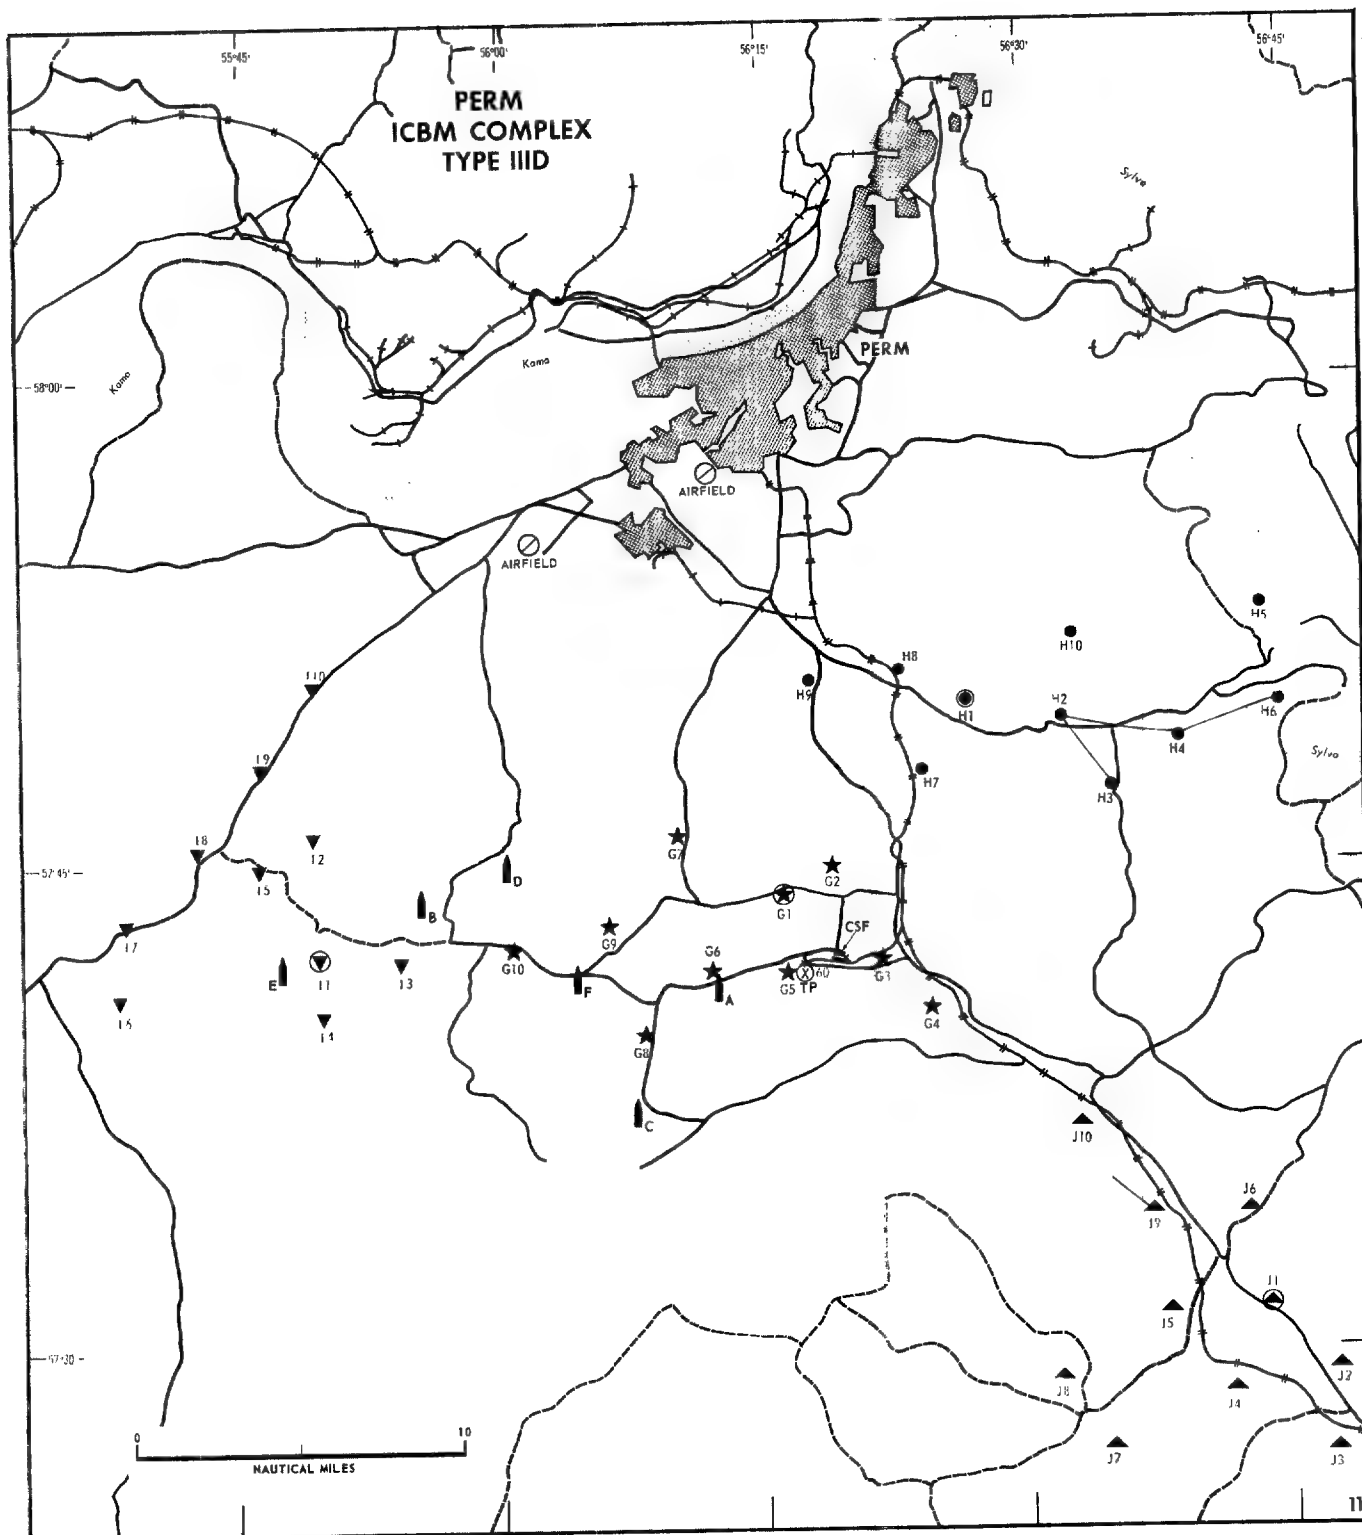 55°45'
56°00'
56°15'
56°30'
56°45'
PERM
ICBM COMPLEX
TYPE IIID
Sylva
PERM
Kama
Kama
58°00'
AIRFIELD
AIRFIELD
H5
H10
H8
I10
H9
H1
H2
H6
H4
Sylva
I9
H7
H3
I8
I2
G7
G2
57°45'
I5
D
B
G1
I7
G9
CSF
G6
G10
E
I1
I3
F
A
G5
X
60
TP
G3
I6
I4
G8
G4
C
J10
J6
J9
J1
J5
57°30'
J8
J4
J2
0
10
NAUTICAL MILES
J7
J3
11